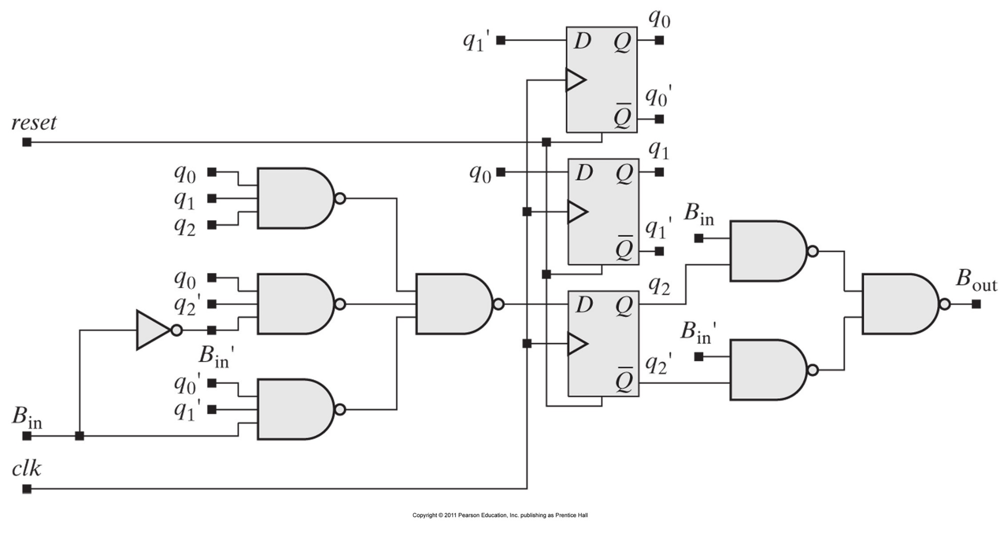 q0
q1' D Q
q0'
Q̅
reset
q1
q0 D Q
q0
q1
q2
Bin
q1'
Q̅
q0
q2'
Bin'
q2
D Q
Bout
Bin'
q2'
Q̅
q0'
q1'
Bin
clk
Copyright © 2011 Pearson Education, Inc. publishing as Prentice Hall